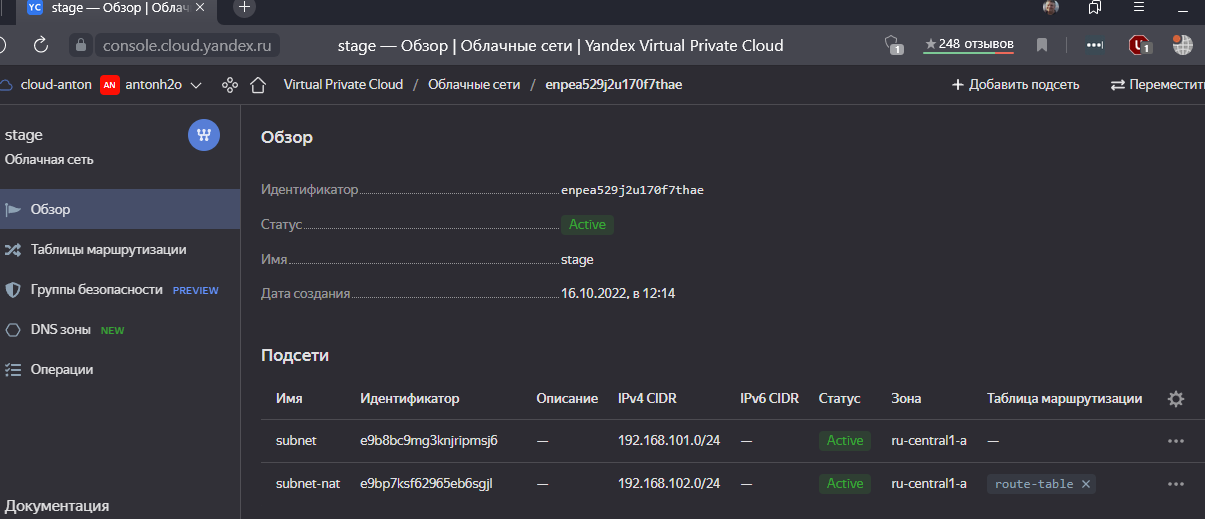 YC stage — Обзор | Облачн
console.cloud.yandex.ru stage — Обзор | Облачные сети | Yandex Virtual Private Cloud 1 ★248 отзывов 1
cloud-anton AN antonh2o Virtual Private Cloud / Облачные сети / enpea529j2u170f7thae + Добавить подсеть Переместит
stage
Облачная сеть
Обзор
Таблицы маршрутизации
Группы безопасности PREVIEW
DNS зоны NEW
Операции
Документация
Обзор
Идентификатор enpea529j2u170f7thae
Статус Active
Имя stage
Дата создания 16.10.2022, в 12:14
Подсети
Имя Идентификатор Описание IPv4 CIDR IPv6 CIDR Статус Зона Таблица маршрутизации
subnet e9b8bc9mg3knjripmsj6 — 192.168.101.0/24 — Active ru-central1-a —
subnet-nat e9bp7ksf62965eb6sgjl — 192.168.102.0/24 — Active ru-central1-a route-table ×